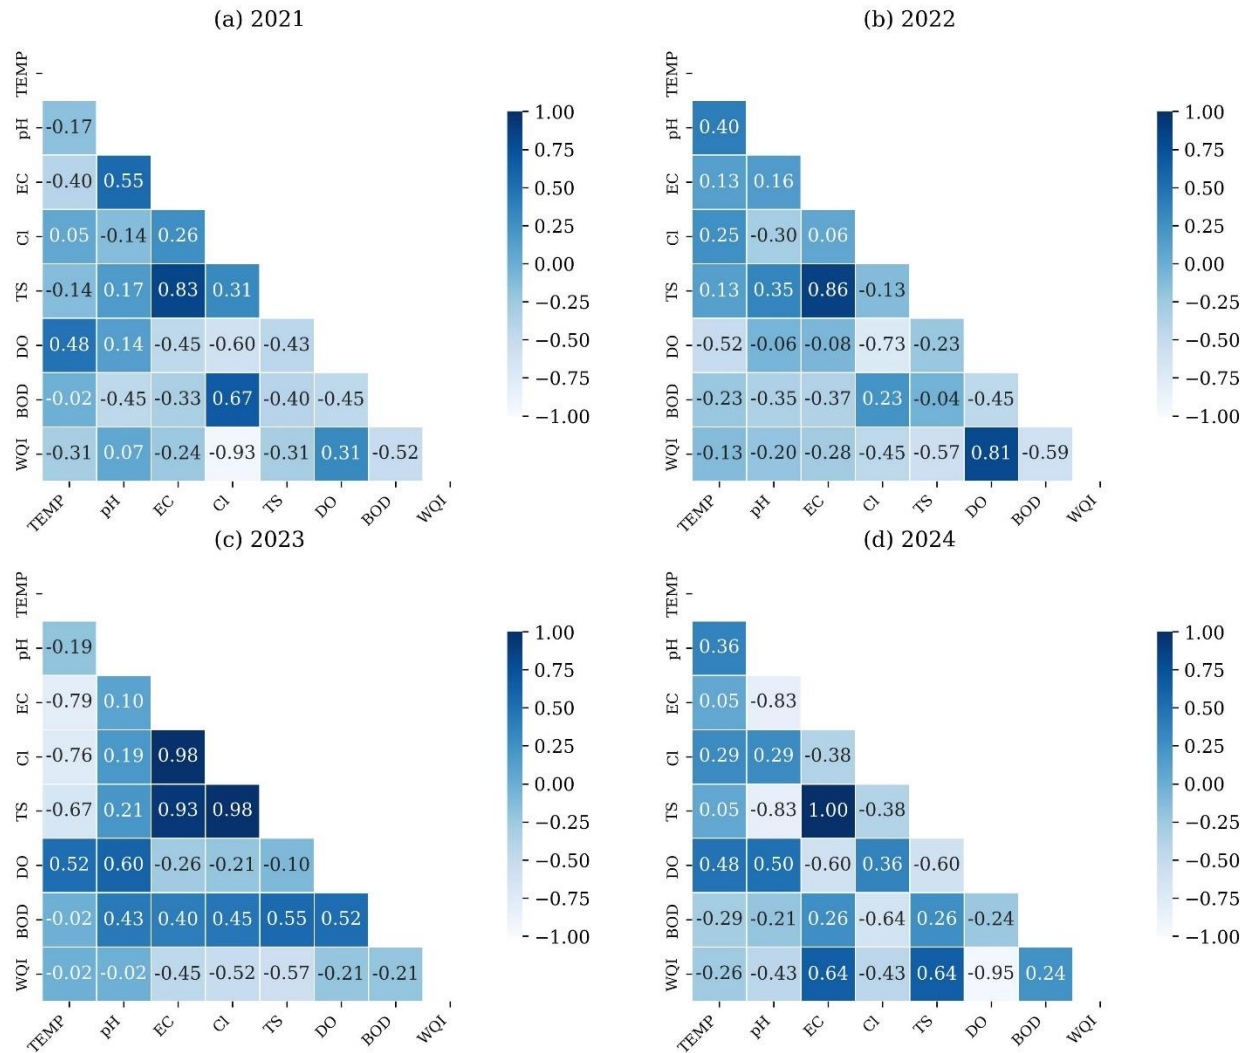 (a) 2021
TEMP
pH -0.17
EC -0.40 0.55
Cl 0.05 -0.14 0.26
TS -0.14 0.17 0.83 0.31
DO 0.48 0.14 -0.45 -0.60 -0.43
BOD -0.02 -0.45 -0.33 0.67 -0.40 -0.45
WQI -0.31 0.07 -0.24 -0.93 -0.31 0.31 -0.52
TEMP pH EC Cl TS DO BOD WQI
1.00
0.75
0.50
0.25
0.00
−0.25
−0.50
−0.75
−1.00
(b) 2022
TEMP
pH 0.40
EC 0.13 0.16
Cl 0.25 -0.30 0.06
TS 0.13 0.35 0.86 -0.13
DO -0.52 -0.06 -0.08 -0.73 -0.23
BOD -0.23 -0.35 -0.37 0.23 -0.04 -0.45
WQI -0.13 -0.20 -0.28 -0.45 -0.57 0.81 -0.59
TEMP pH EC Cl TS DO BOD WQI
1.00
0.75
0.50
0.25
0.00
−0.25
−0.50
−0.75
−1.00
(c) 2023
TEMP
pH -0.19
EC -0.79 0.10
Cl -0.76 0.19 0.98
TS -0.67 0.21 0.93 0.98
DO 0.52 0.60 -0.26 -0.21 -0.10
BOD -0.02 0.43 0.40 0.45 0.55 0.52
WQI -0.02 -0.02 -0.45 -0.52 -0.57 -0.21 -0.21
TEMP pH EC Cl TS DO BOD WQI
1.00
0.75
0.50
0.25
0.00
−0.25
−0.50
−0.75
−1.00
(d) 2024
TEMP
pH 0.36
EC 0.05 -0.83
Cl 0.29 0.29 -0.38
TS 0.05 -0.83 1.00 -0.38
DO 0.48 0.50 -0.60 0.36 -0.60
BOD -0.29 -0.21 0.26 -0.64 0.26 -0.24
WQI -0.26 -0.43 0.64 -0.43 0.64 -0.95 0.24
TEMP pH EC Cl TS DO BOD WQI
1.00
0.75
0.50
0.25
0.00
−0.25
−0.50
−0.75
−1.00